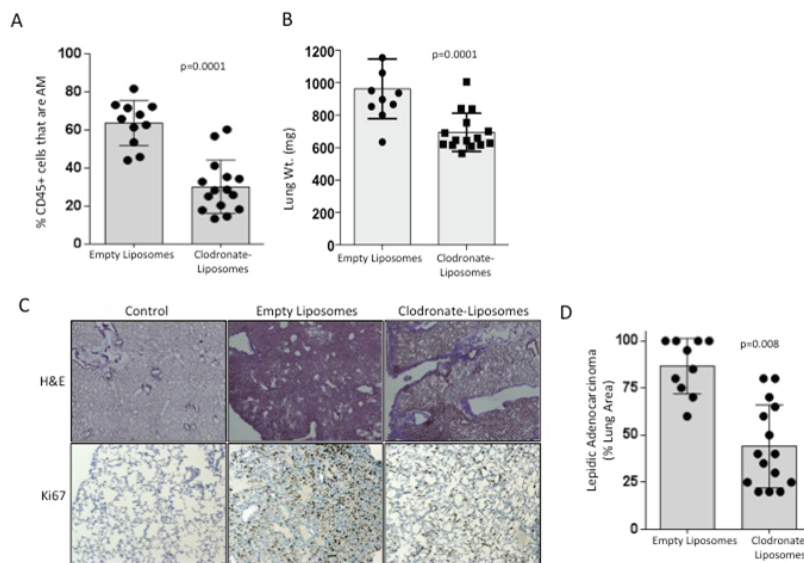 A
% CD45+ cells that are AM
100
80
60
40
20
0
p=0.0001
Empty Liposomes
Clodronate-
Liposomes
B
Lung Wt. (mg)
1200
1000
800
600
400
200
0
p=0.0001
Empty Liposomes
Clodronate-
Liposomes
C
Control
Empty Liposomes
Clodronate-Liposomes
H&E
Ki67
D
Lepidic Adenocarcinoma
(% Lung Area)
100
75
50
25
0
p=0.008
Empty Liposomes
Clodronate
Liposomes